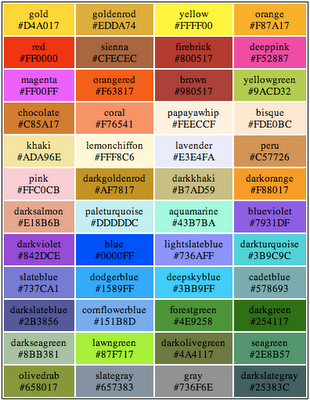 gold goldenrod yellow orange
#D4A017 #EDDA74 #FFFF00 #F87A17
red sienna firebrick deeppink
#FF0000 #CFECEC #800517 #F52887
magenta orangered brown yellowgreen
#FF00FF #F63817 #980517 #9ACD32
chocolate coral papayawhip bisque
#C85A17 #F76541 #FEECCF #FDE0BC
khaki lemonchiffon lavender peru
#ADA96E #FFF8C6 #E3E4FA #C57726
pink darkgoldenrod darkkhaki darkorange
#FFC0CB #AF7817 #B7AD59 #F88017
darksalmon paleturquoise aquamarine blueviolet
#E18B6B #DDDDDC #43B7BA #7931DF
darkviolet blue lightslateblue darkturquoise
#842DCE #0000FF #736AFF #3B9C9C
slateblue dodgerblue deepskyblue cadetblue
#737CA1 #1589FF #3BB9FF #578693
darkslateblue cornflowerblue forestgreen darkgreen
#2B3856 #151B8D #4E9258 #254117
darkseagreen lawngreen darkolivegreen seagreen
#8BB381 #87F717 #4A4117 #2E8B57
olivedrab slategray gray darkslategray
#658017 #657383 #736F6E #25383C